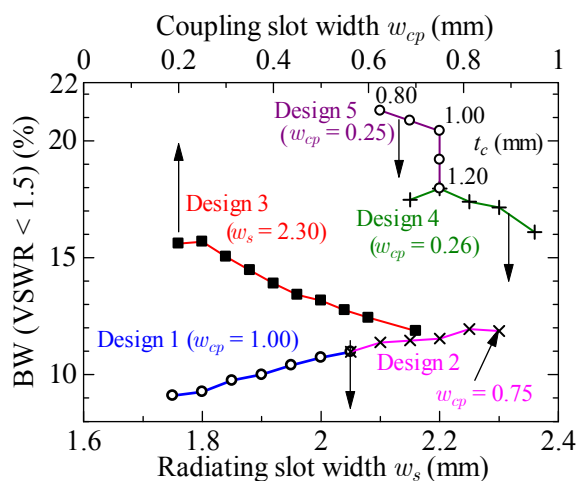 Coupling slot width w_cp (mm)
0 0.2 0.4 0.6 0.8 1
22
20
15
10
BW (VSWR < 1.5) (%)
0.80
Design 5
(w_cp = 0.25)
1.00
t_c (mm)
1.20
Design 3
(w_s = 2.30)
Design 4
(w_cp = 0.26)
Design 1 (w_cp = 1.00)
Design 2
w_cp = 0.75
1.6 1.8 2 2.2 2.4
Radiating slot width w_s (mm)